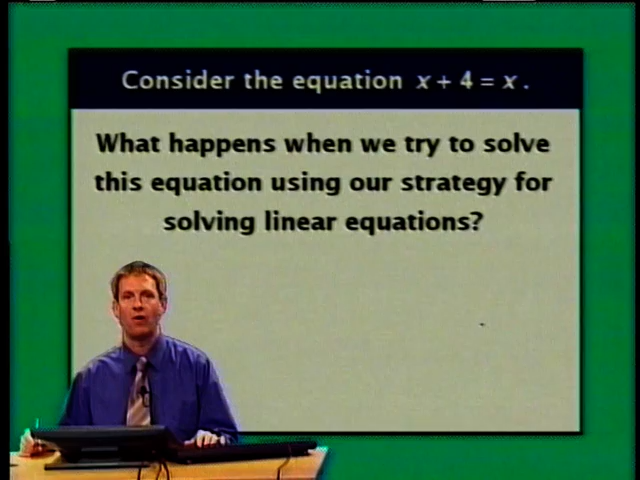 Consider the equation x + 4 = x.
What happens when we try to solve
this equation using our strategy for
solving linear equations?